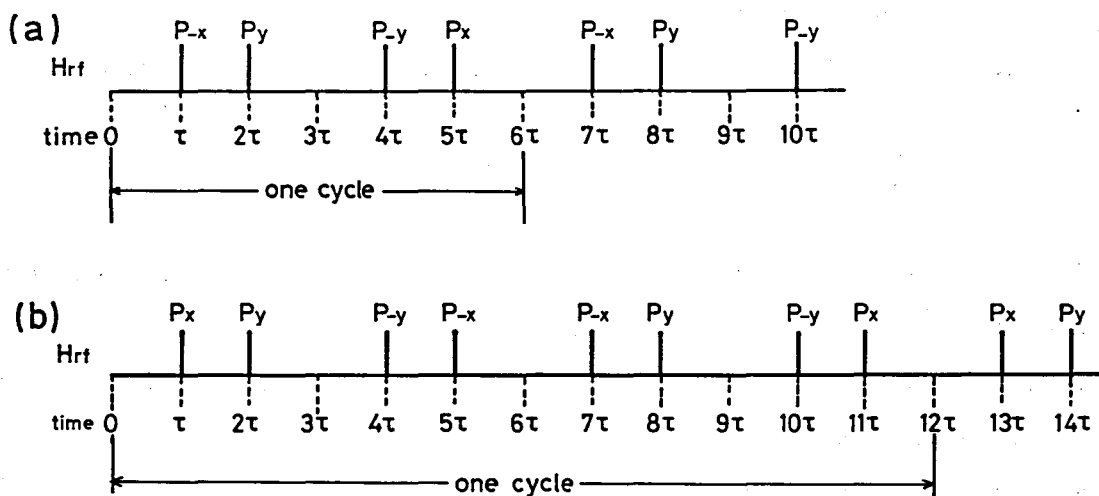 (a)
P-x Py P-y Px P-x Py P-y
Hrf
time 0 τ 2τ 3τ 4τ 5τ 6τ 7τ 8τ 9τ 10τ
one cycle
(b)
Px Py P-y P-x P-x Py P-y Px Px Py
Hrf
time 0 τ 2τ 3τ 4τ 5τ 6τ 7τ 8τ 9τ 10τ 11τ 12τ 13τ 14τ
one cycle